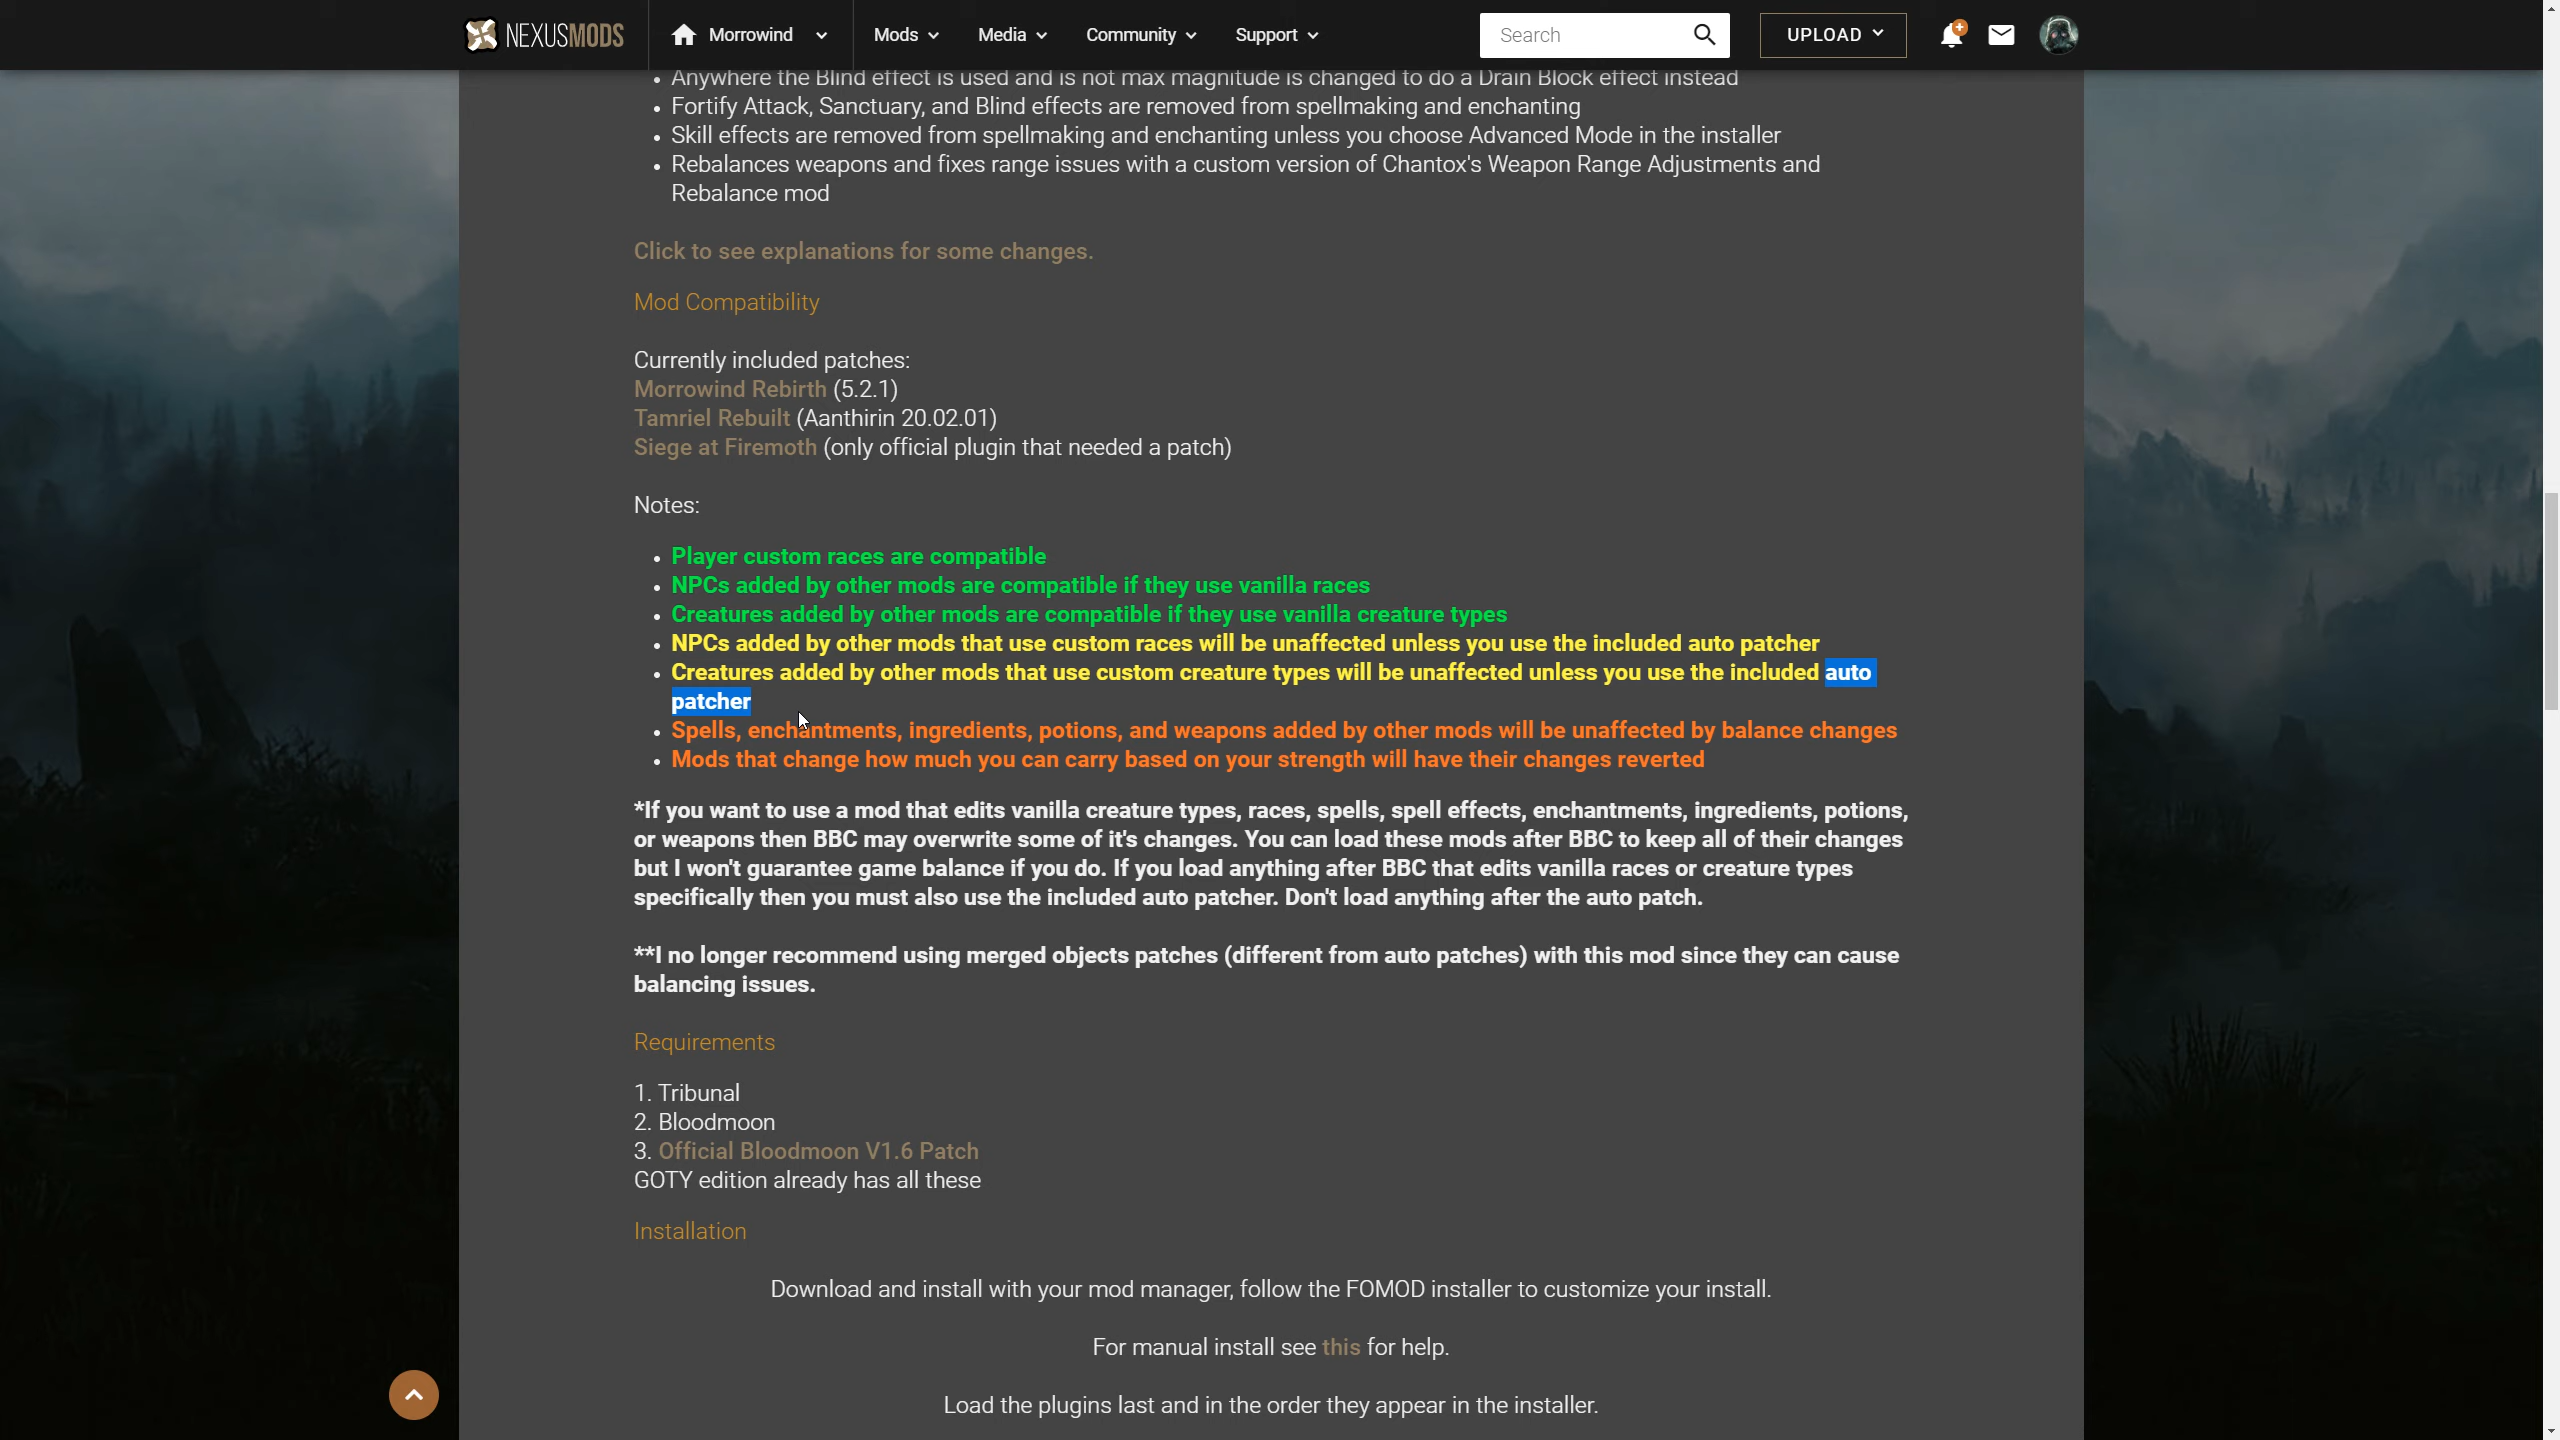 NEXUSMODS
Morrowind
Mods
Media
Community
Support
Search
UPLOAD
Anywhere the Blind effect is used and is not max magnitude is changed to do a Drain Block effect instead
Fortify Attack, Sanctuary, and Blind effects are removed from spellmaking and enchanting
Skill effects are removed from spellmaking and enchanting unless you choose Advanced Mode in the installer
Rebalances weapons and fixes range issues with a custom version of Chantox's Weapon Range Adjustments and
Rebalance mod
Click to see explanations for some changes.
Mod Compatibility
Currently included patches:
Morrowind Rebirth (5.2.1)
Tamriel Rebuilt (Aanthirin 20.02.01)
Siege at Firemoth (only official plugin that needed a patch)
Notes:
Player custom races are compatible
NPCs added by other mods are compatible if they use vanilla races
Creatures added by other mods are compatible if they use vanilla creature types
NPCs added by other mods that use custom races will be unaffected unless you use the included auto patcher
Creatures added by other mods that use custom creature types will be unaffected unless you use the included auto
patcher
Spells, enchantments, ingredients, potions, and weapons added by other mods will be unaffected by balance changes
Mods that change how much you can carry based on your strength will have their changes reverted
*If you want to use a mod that edits vanilla creature types, races, spells, spell effects, enchantments, ingredients, potions,
or weapons then BBC may overwrite some of it's changes. You can load these mods after BBC to keep all of their changes
but I won't guarantee game balance if you do. If you load anything after BBC that edits vanilla races or creature types
specifically then you must also use the included auto patcher. Don't load anything after the auto patch.
**I no longer recommend using merged objects patches (different from auto patches) with this mod since they can cause
balancing issues.
Requirements
1. Tribunal
2. Bloodmoon
3. Official Bloodmoon V1.6 Patch
GOTY edition already has all these
Installation
Download and install with your mod manager, follow the FOMOD installer to customize your install.
For manual install see this for help.
Load the plugins last and in the order they appear in the installer.